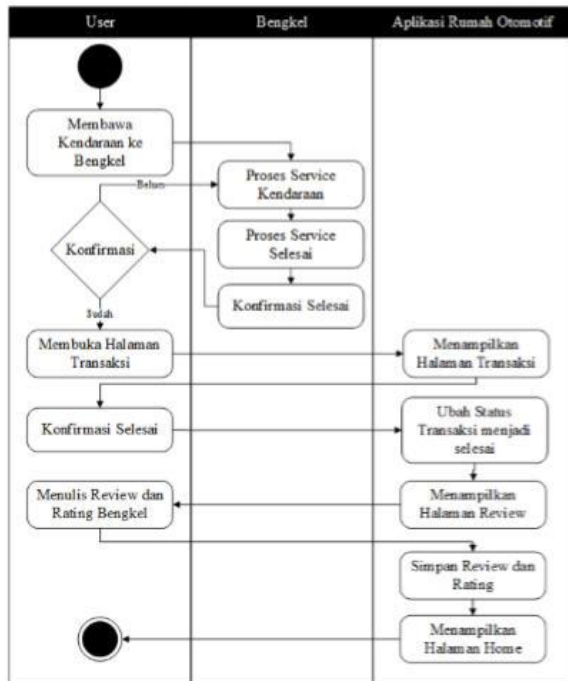 User
Bengkel
Aplikasi Rumah Otomotif
Membawa
Kendaraan ke
Bengkel
Proses Service
Kendaraan
Belum
Proses Service
Selesai
Konfirmasi
Konfirmasi Selesai
Sudah
Membuka Halaman
Transaksi
Menampilkan
Halaman Transaksi
Konfirmasi Selesai
Ubah Status
Transaksi menjadi
selesai
Menulis Review dan
Rating Bengkel
Menampilkan
Halaman Review
Simpan Review dan
Rating
Menampilkan
Halaman Home